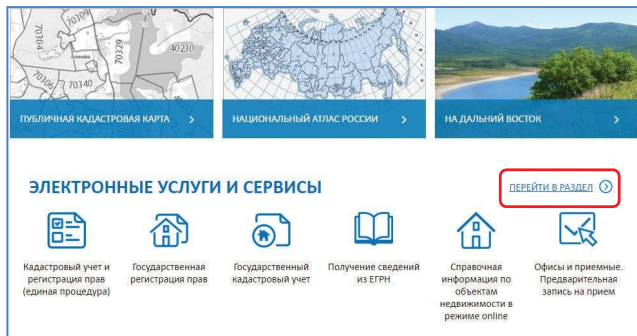 70309
70304
70329
40230
70306
70340
ПУБЛИЧНАЯ КАДАСТРОВАЯ КАРТА
НАЦИОНАЛЬНЫЙ АТЛАС РОССИИ
НА ДАЛЬНИЙ ВОСТОК
ЭЛЕКТРОННЫЕ УСЛУГИ И СЕРВИСЫ
ПЕРЕЙТИ В РАЗДЕЛ
Кадастровый учет и
регистрация прав
(единая процедура)
Государственная
регистрация прав
Государственный
кадастровый учет
Получение сведений
из ЕГРН
Справочная
информация по
объектам
недвижимости в
режиме online
Офисы и приемные.
Предварительная
запись на прием